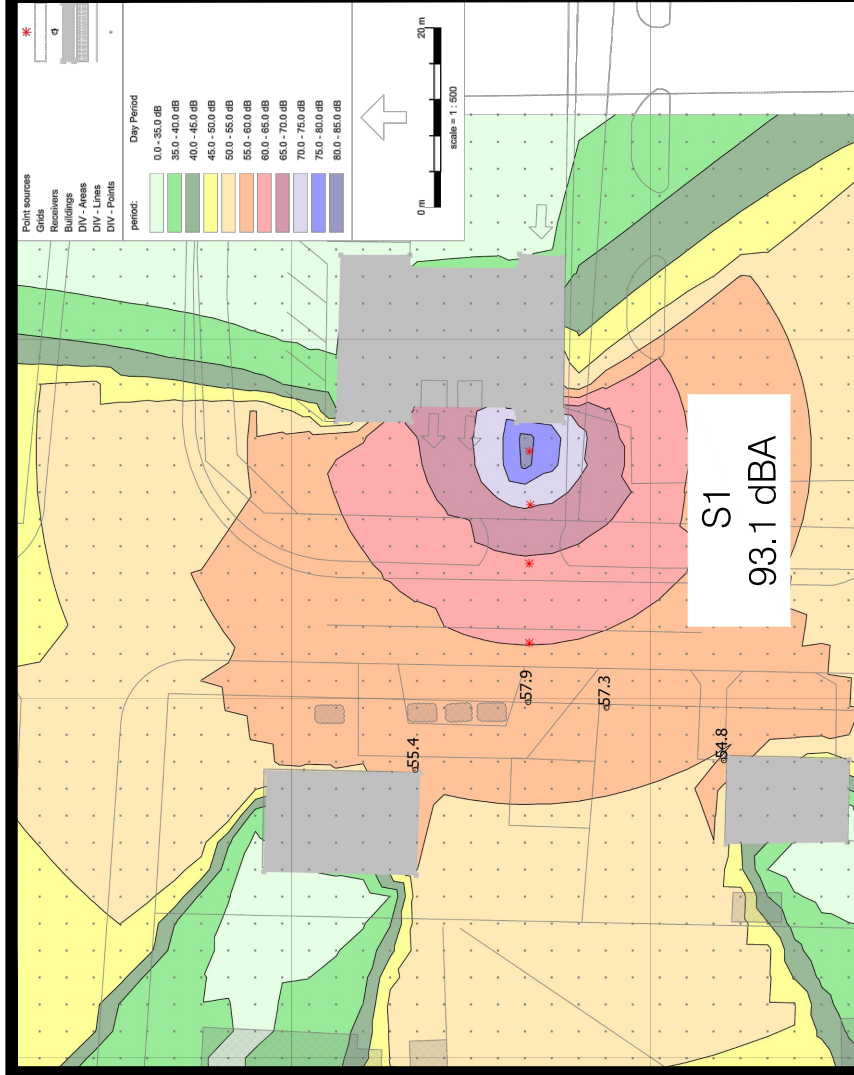 Point sources
Grids
Receivers
Buildings
DIV - Areas
DIV - Lines
DIV - Points
Day Period
period:
0.0 - 35.0 dB
35.0 - 40.0 dB
40.0 - 45.0 dB
45.0 - 50.0 dB
50.0 - 55.0 dB
55.0 - 60.0 dB
60.0 - 65.0 dB
65.0 - 70.0 dB
70.0 - 75.0 dB
75.0 - 80.0 dB
80.0 - 85.0 dB
0 m
20 m
scale = 1 : 500
S1
93.1 dBA
55.4
57.9
57.3
54.8